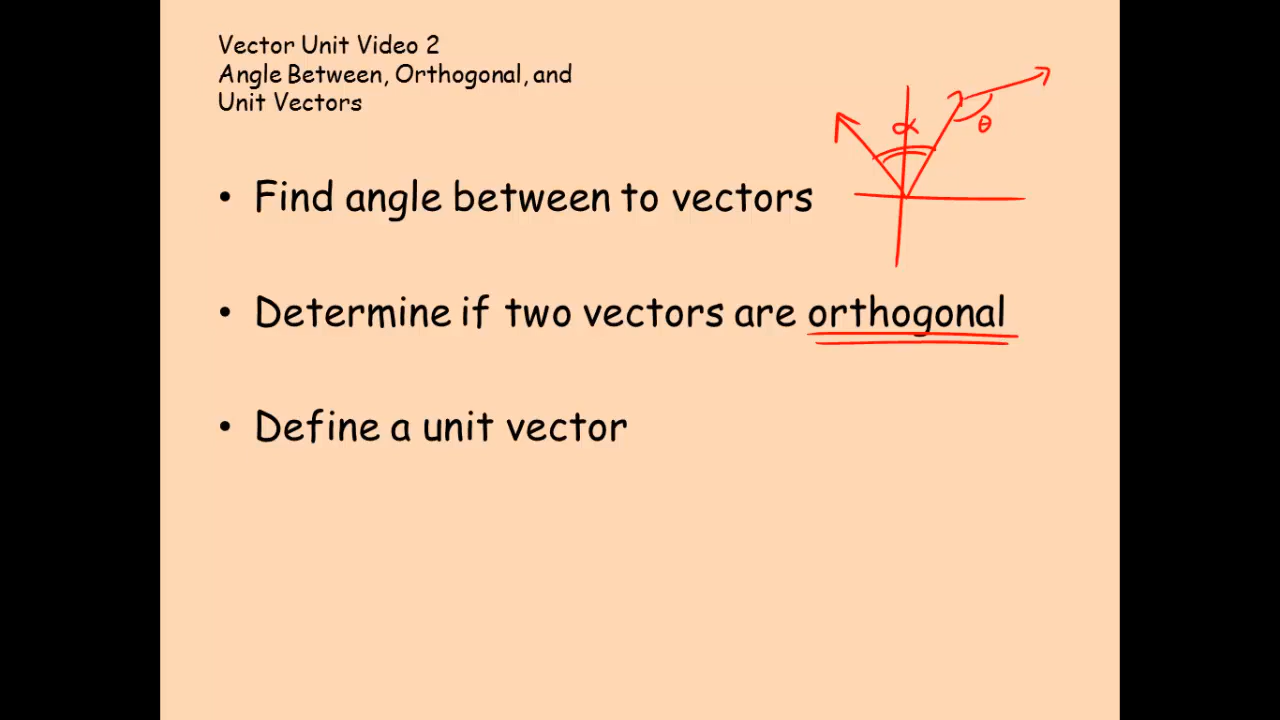 Vector Unit Video 2
Angle Between, Orthogonal, and
Unit Vectors
α
θ
• Find angle between to vectors
• Determine if two vectors are orthogonal
• Define a unit vector